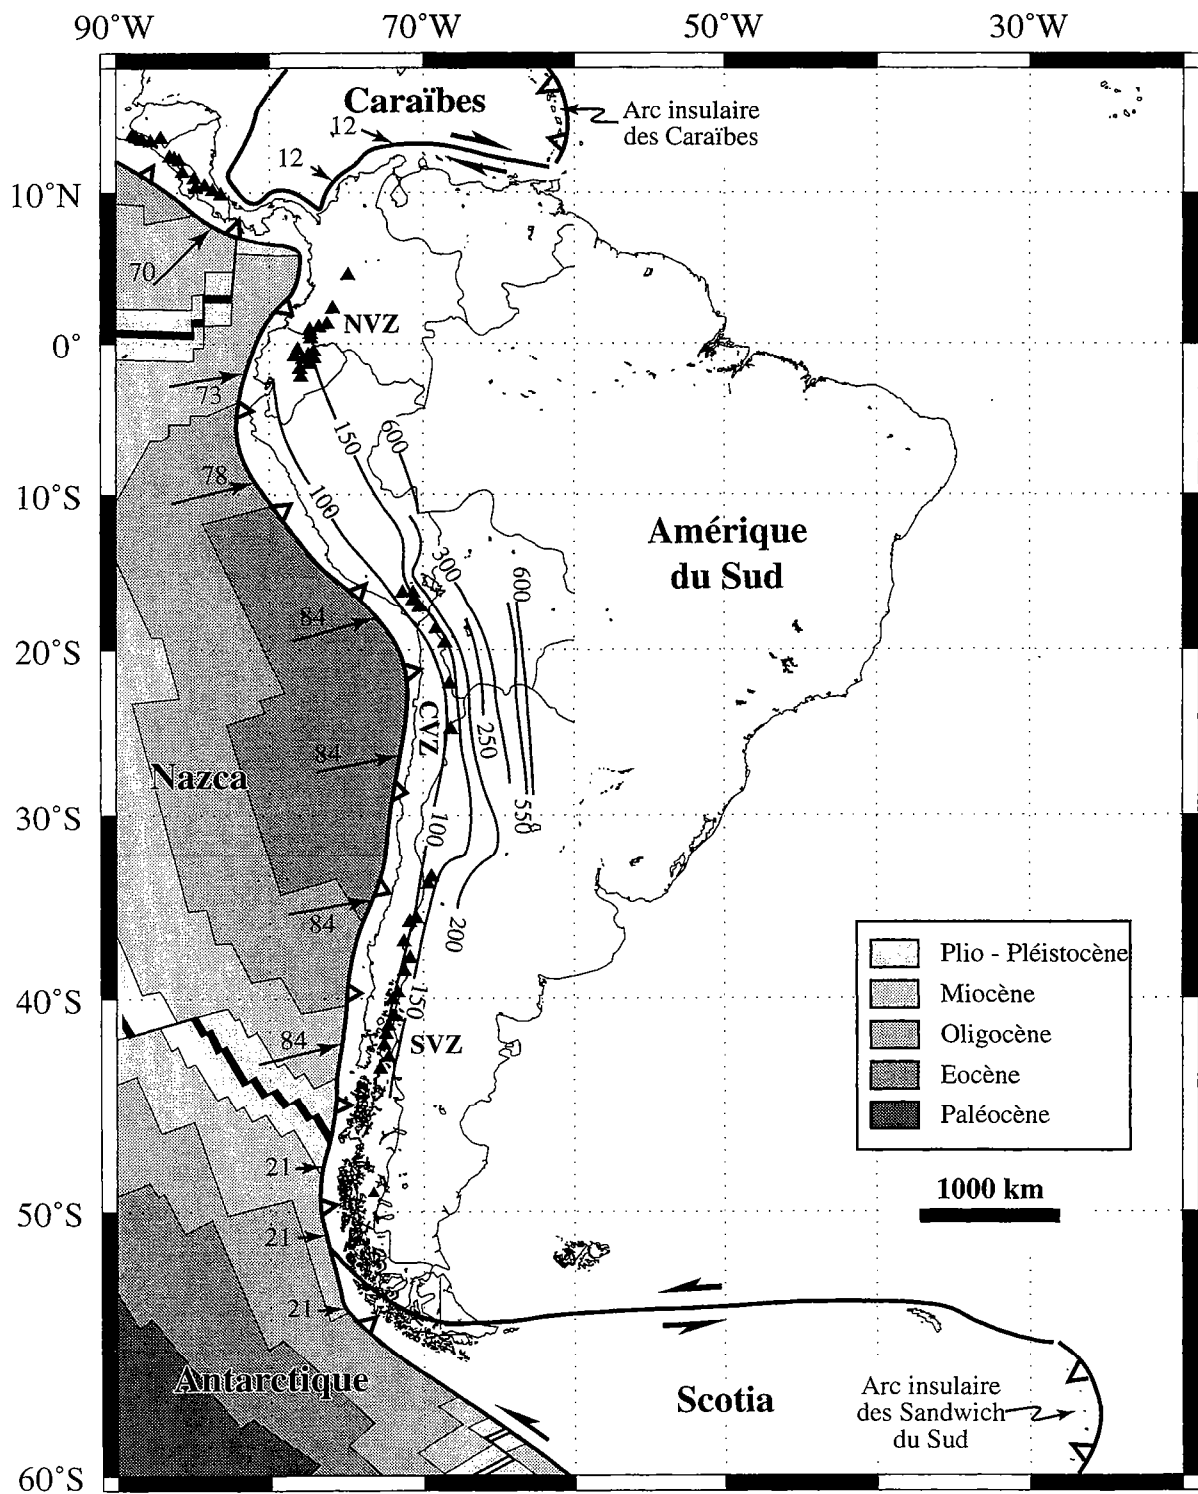 90°W
70°W
50°W
30°W
Caraïbes
12
Arc insulaire
des Caraïbes
12
10°N
70
NVZ
0°
73
150
600
78
100
10°S
Amérique
du Sud
300
600
84
20°S
CVZ
250
84
Nazca
100
550
30°S
84
200
Plio - Pléistocène
Miocène
150
40°S
Oligocène
84
SVZ
Eocène
Paléocène
21
1000 km
50°S
21
21
Antarctique
Scotia
Arc insulaire
des Sandwich
du Sud
60°S